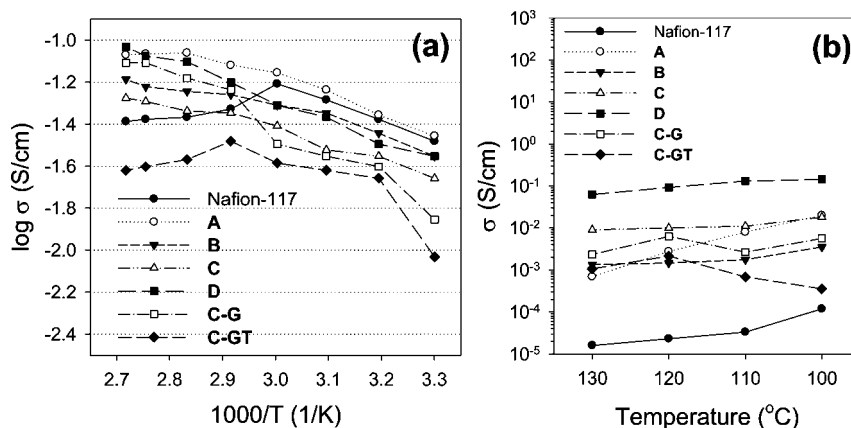 (a)
log σ (S/cm)
-1.0
-1.2
-1.4
-1.6
-1.8
-2.0
-2.2
-2.4
Nafion-117
A
B
C
D
C-G
C-GT
2.7 2.8 2.9 3.0 3.1 3.2 3.3
1000/T (1/K)
(b)
σ (S/cm)
10³
10²
10¹
10⁰
10⁻¹
10⁻²
10⁻³
10⁻⁴
10⁻⁵
Nafion-117
A
B
C
D
C-G
C-GT
130 120 110 100
Temperature (°C)